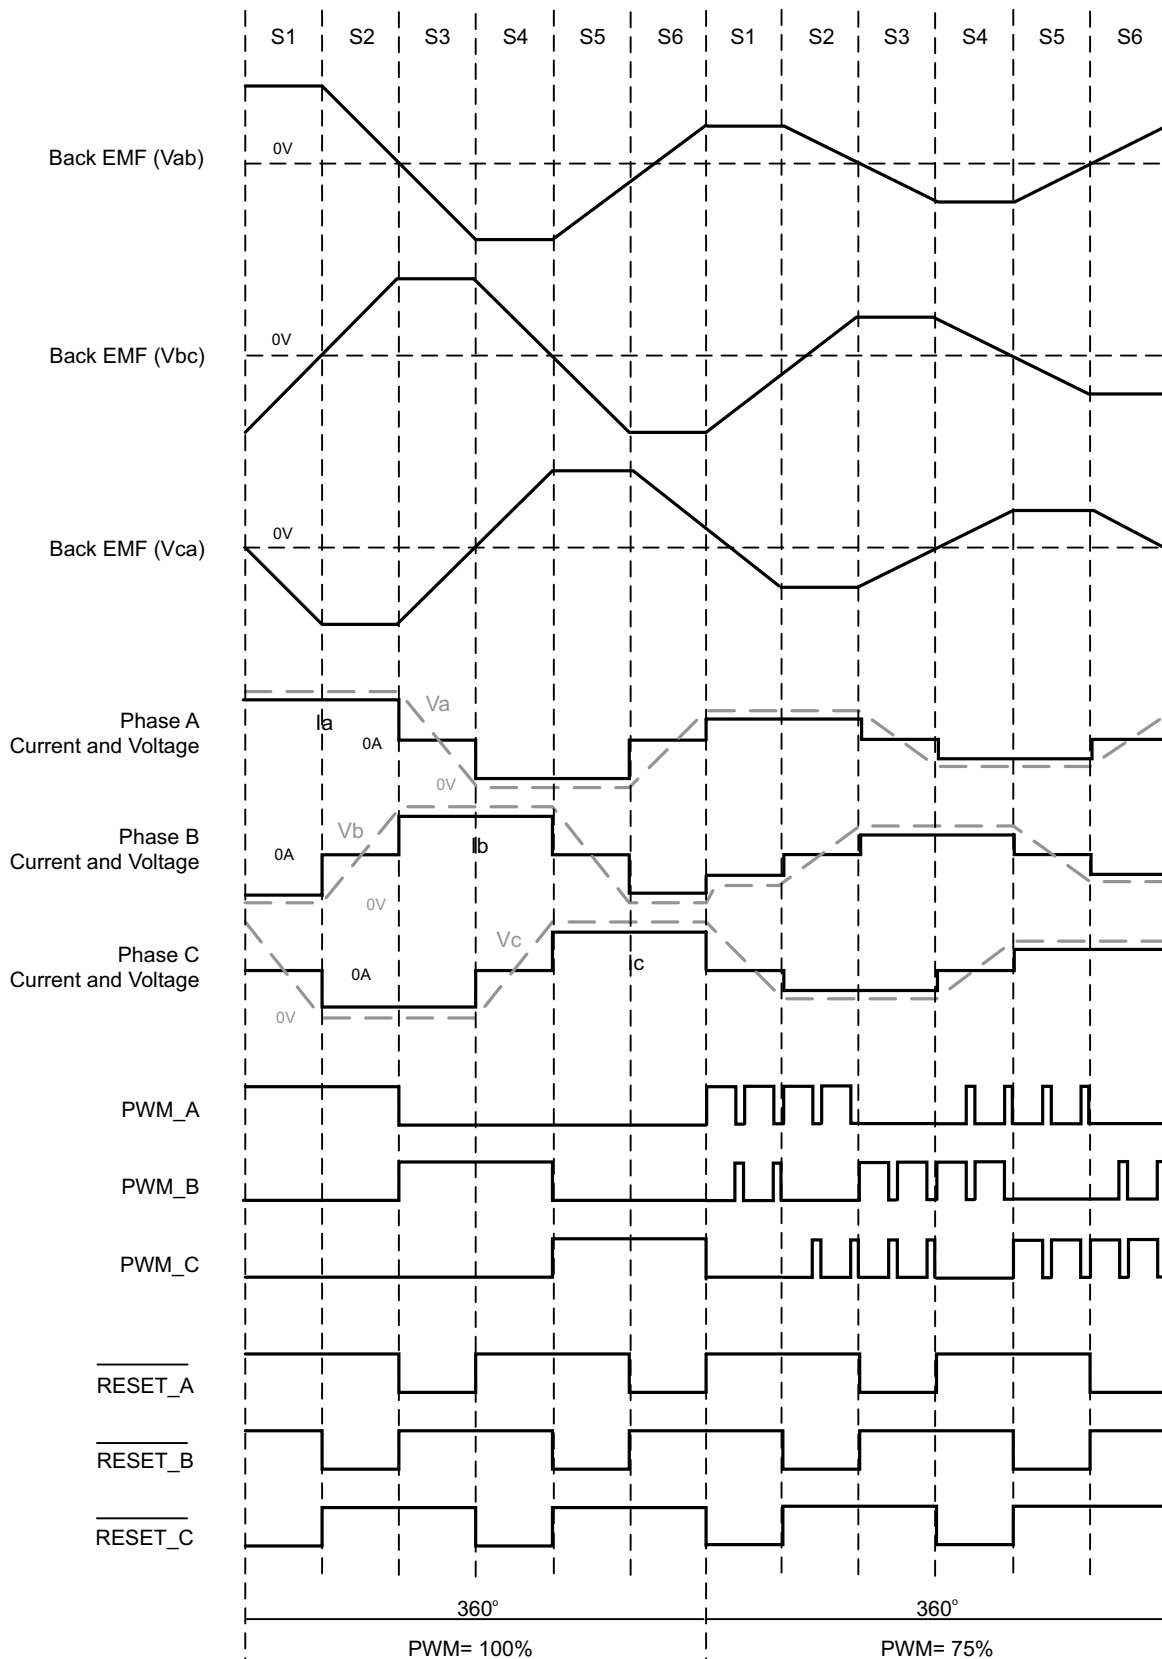 S1 S2 S3 S4 S5 S6 S1 S2 S3 S4 S5 S6
Back EMF (Vab)
0V
Back EMF (Vbc)
0V
Back EMF (Vca)
0V
Phase A
Current and Voltage
Ia
0A
Va
0V
Phase B
Current and Voltage
0A
Vb
0V
Ib
Phase C
Current and Voltage
0V
0A
Vc
Ic
PWM_A
PWM_B
PWM_C
RESET_A
RESET_B
RESET_C
360° 360°
PWM= 100% PWM= 75%